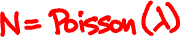 N = Poisson(λ)